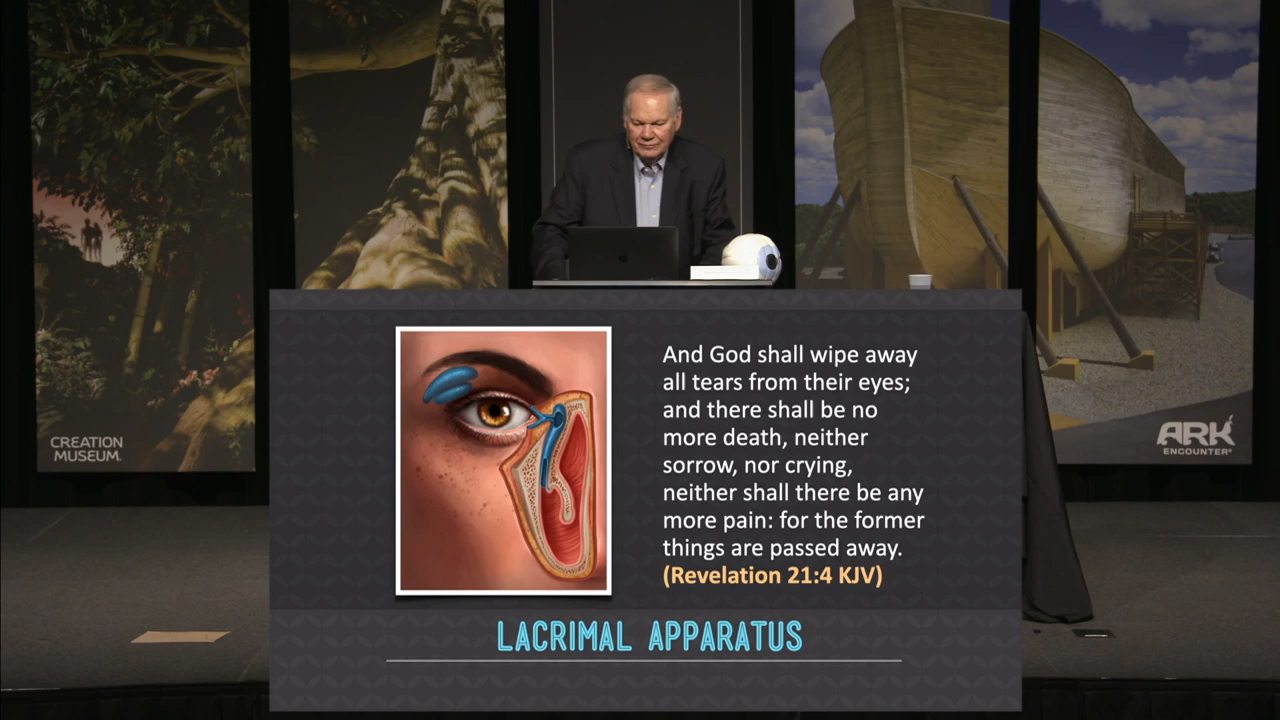 CREATION
MUSEUM.
ARK
ENCOUNTER
And God shall wipe away
all tears from their eyes;
and there shall be no
more death, neither
sorrow, nor crying,
neither shall there be any
more pain: for the former
things are passed away.
(Revelation 21:4 KJV)
LACRIMAL APPARATUS